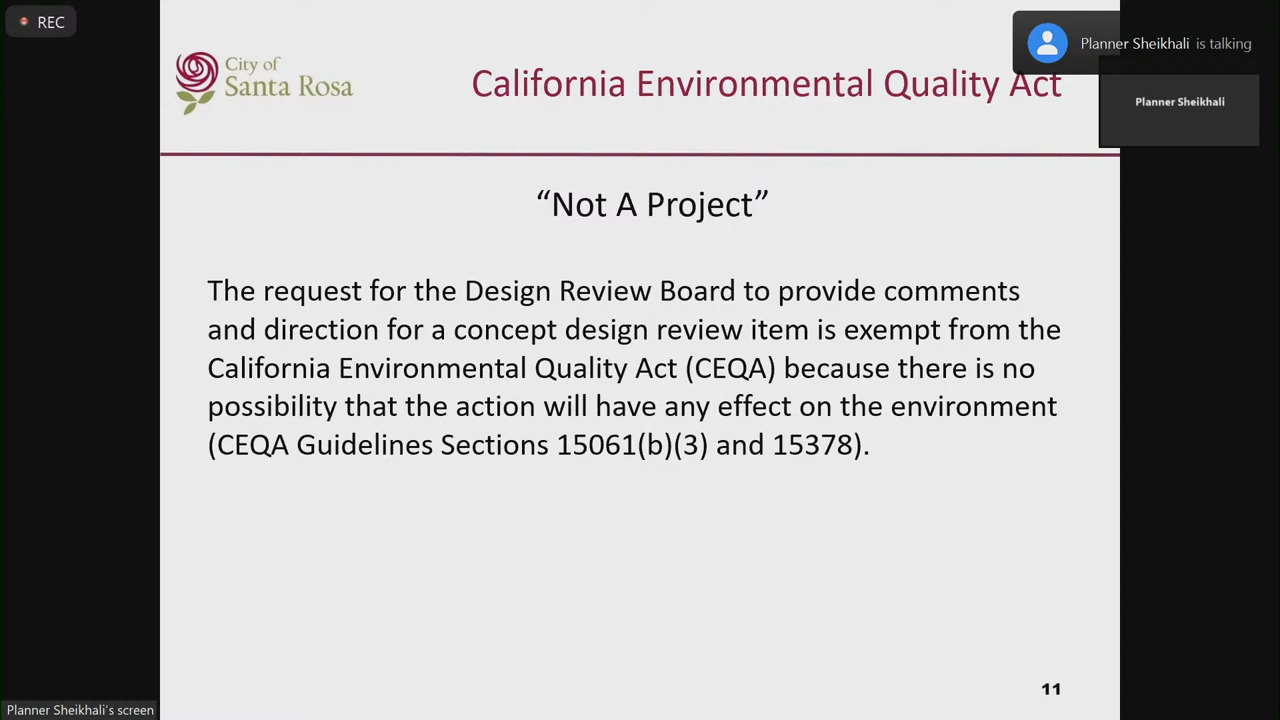 REC
City of
Santa Rosa
California Environmental Quality Act
Planner Sheikhali is talking
Planner Sheikhali
“Not A Project”
The request for the Design Review Board to provide comments
and direction for a concept design review item is exempt from the
California Environmental Quality Act (CEQA) because there is no
possibility that the action will have any effect on the environment
(CEQA Guidelines Sections 15061(b)(3) and 15378).
11
Planner Sheikhali's screen